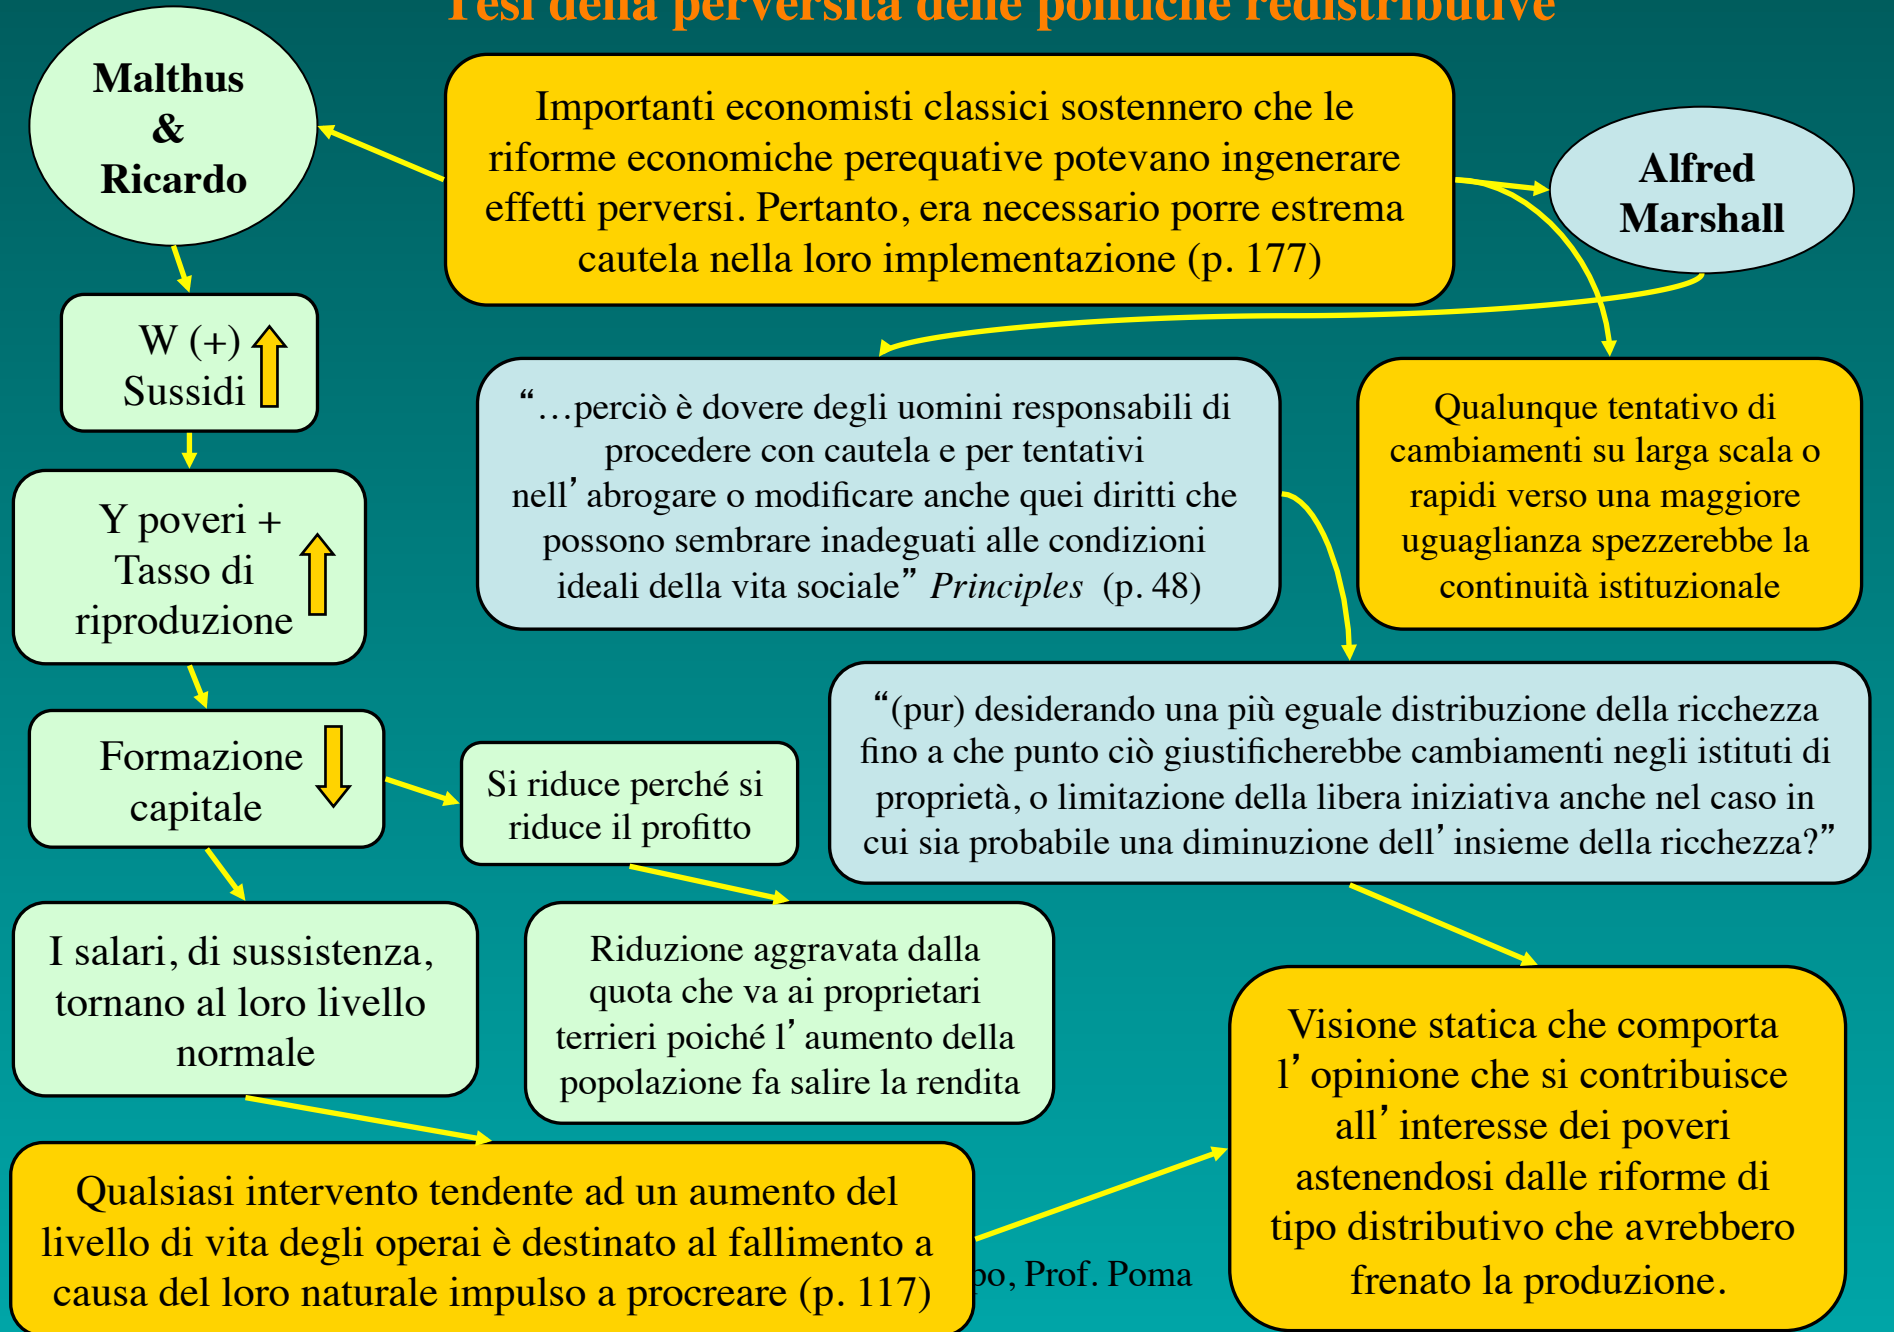 Tesi della perversità delle politiche redistributive
Malthus
&
Ricardo
Importanti economisti classici sostennero che le
riforme economiche perequative potevano ingenerare
effetti perversi. Pertanto, era necessario porre estrema
cautela nella loro implementazione (p. 177)
Alfred
Marshall
W (+)
Sussidi
“…perciò è dovere degli uomini responsabili di
procedere con cautela e per tentativi
nell’ abrogare o modificare anche quei diritti che
possono sembrare inadeguati alle condizioni
ideali della vita sociale” Principles (p. 48)
Qualunque tentativo di
cambiamenti su larga scala o
rapidi verso una maggiore
uguaglianza spezzerebbe la
continuità istituzionale
Y poveri +
Tasso di
riproduzione
“(pur) desiderando una più eguale distribuzione della ricchezza
fino a che punto ciò giustificherebbe cambiamenti negli istituti di
proprietà, o limitazione della libera iniziativa anche nel caso in
cui sia probabile una diminuzione dell’ insieme della ricchezza?”
Formazione
capitale
Si riduce perché si
riduce il profitto
I salari, di sussistenza,
tornano al loro livello
normale
Riduzione aggravata dalla
quota che va ai proprietari
terrieri poiché l’ aumento della
popolazione fa salire la rendita
Visione statica che comporta
l’ opinione che si contribuisce
all’ interesse dei poveri
astenendosi dalle riforme di
tipo distributivo che avrebbero
frenato la produzione.
Qualsiasi intervento tendente ad un aumento del
livello di vita degli operai è destinato al fallimento a
causa del loro naturale impulso a procreare (p. 117)
Prof. Poma